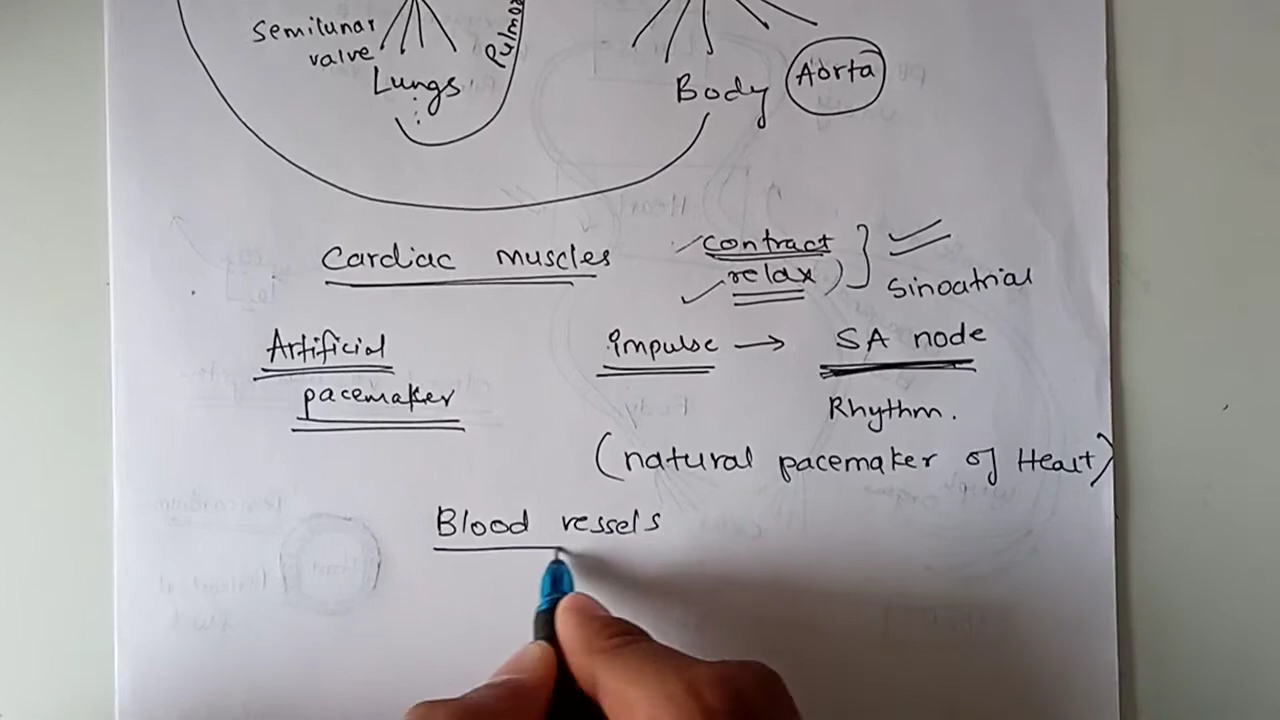 Semilunar
valve
Lungs
Body
Aorta
Cardiac muscles
contract
relax
Sinoatrial
Artificial
pacemaker
impulse → SA node
Rhythm.
(natural pacemaker of Heart)
Blood vessels